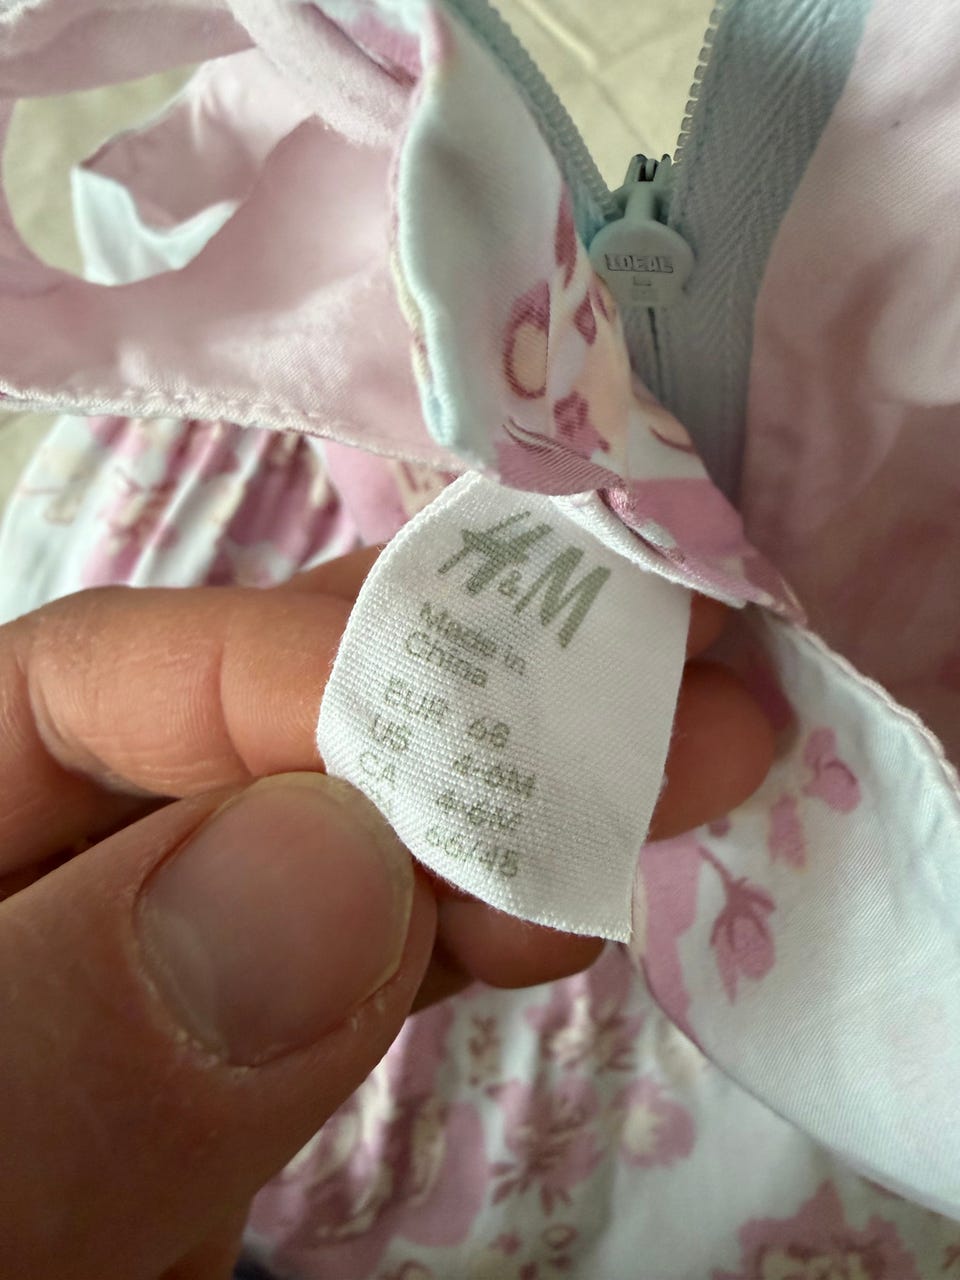 IDEAL
H&M
Made in
China
EUR 68
US 4-6M
CA 4-6M
66/45